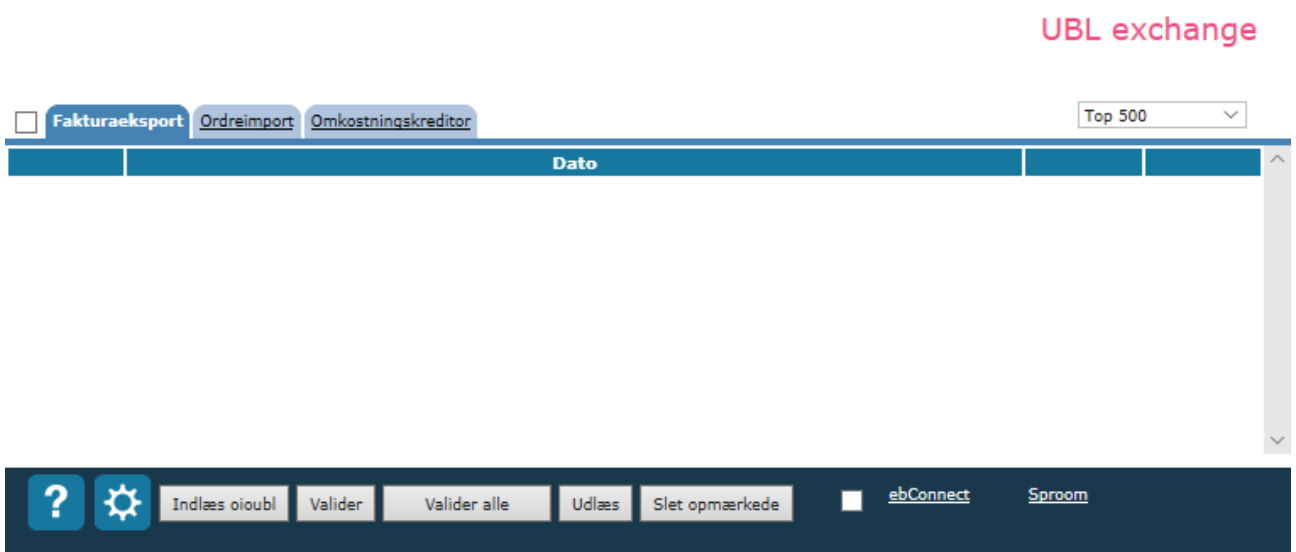 UBL exchange
Fakturaeksport Ordreimport Omkostningskreditor Top 500
Dato
? Indlæs oioubl Valider Valider alle Udlæs Slet opmærkede ebConnect Sproom